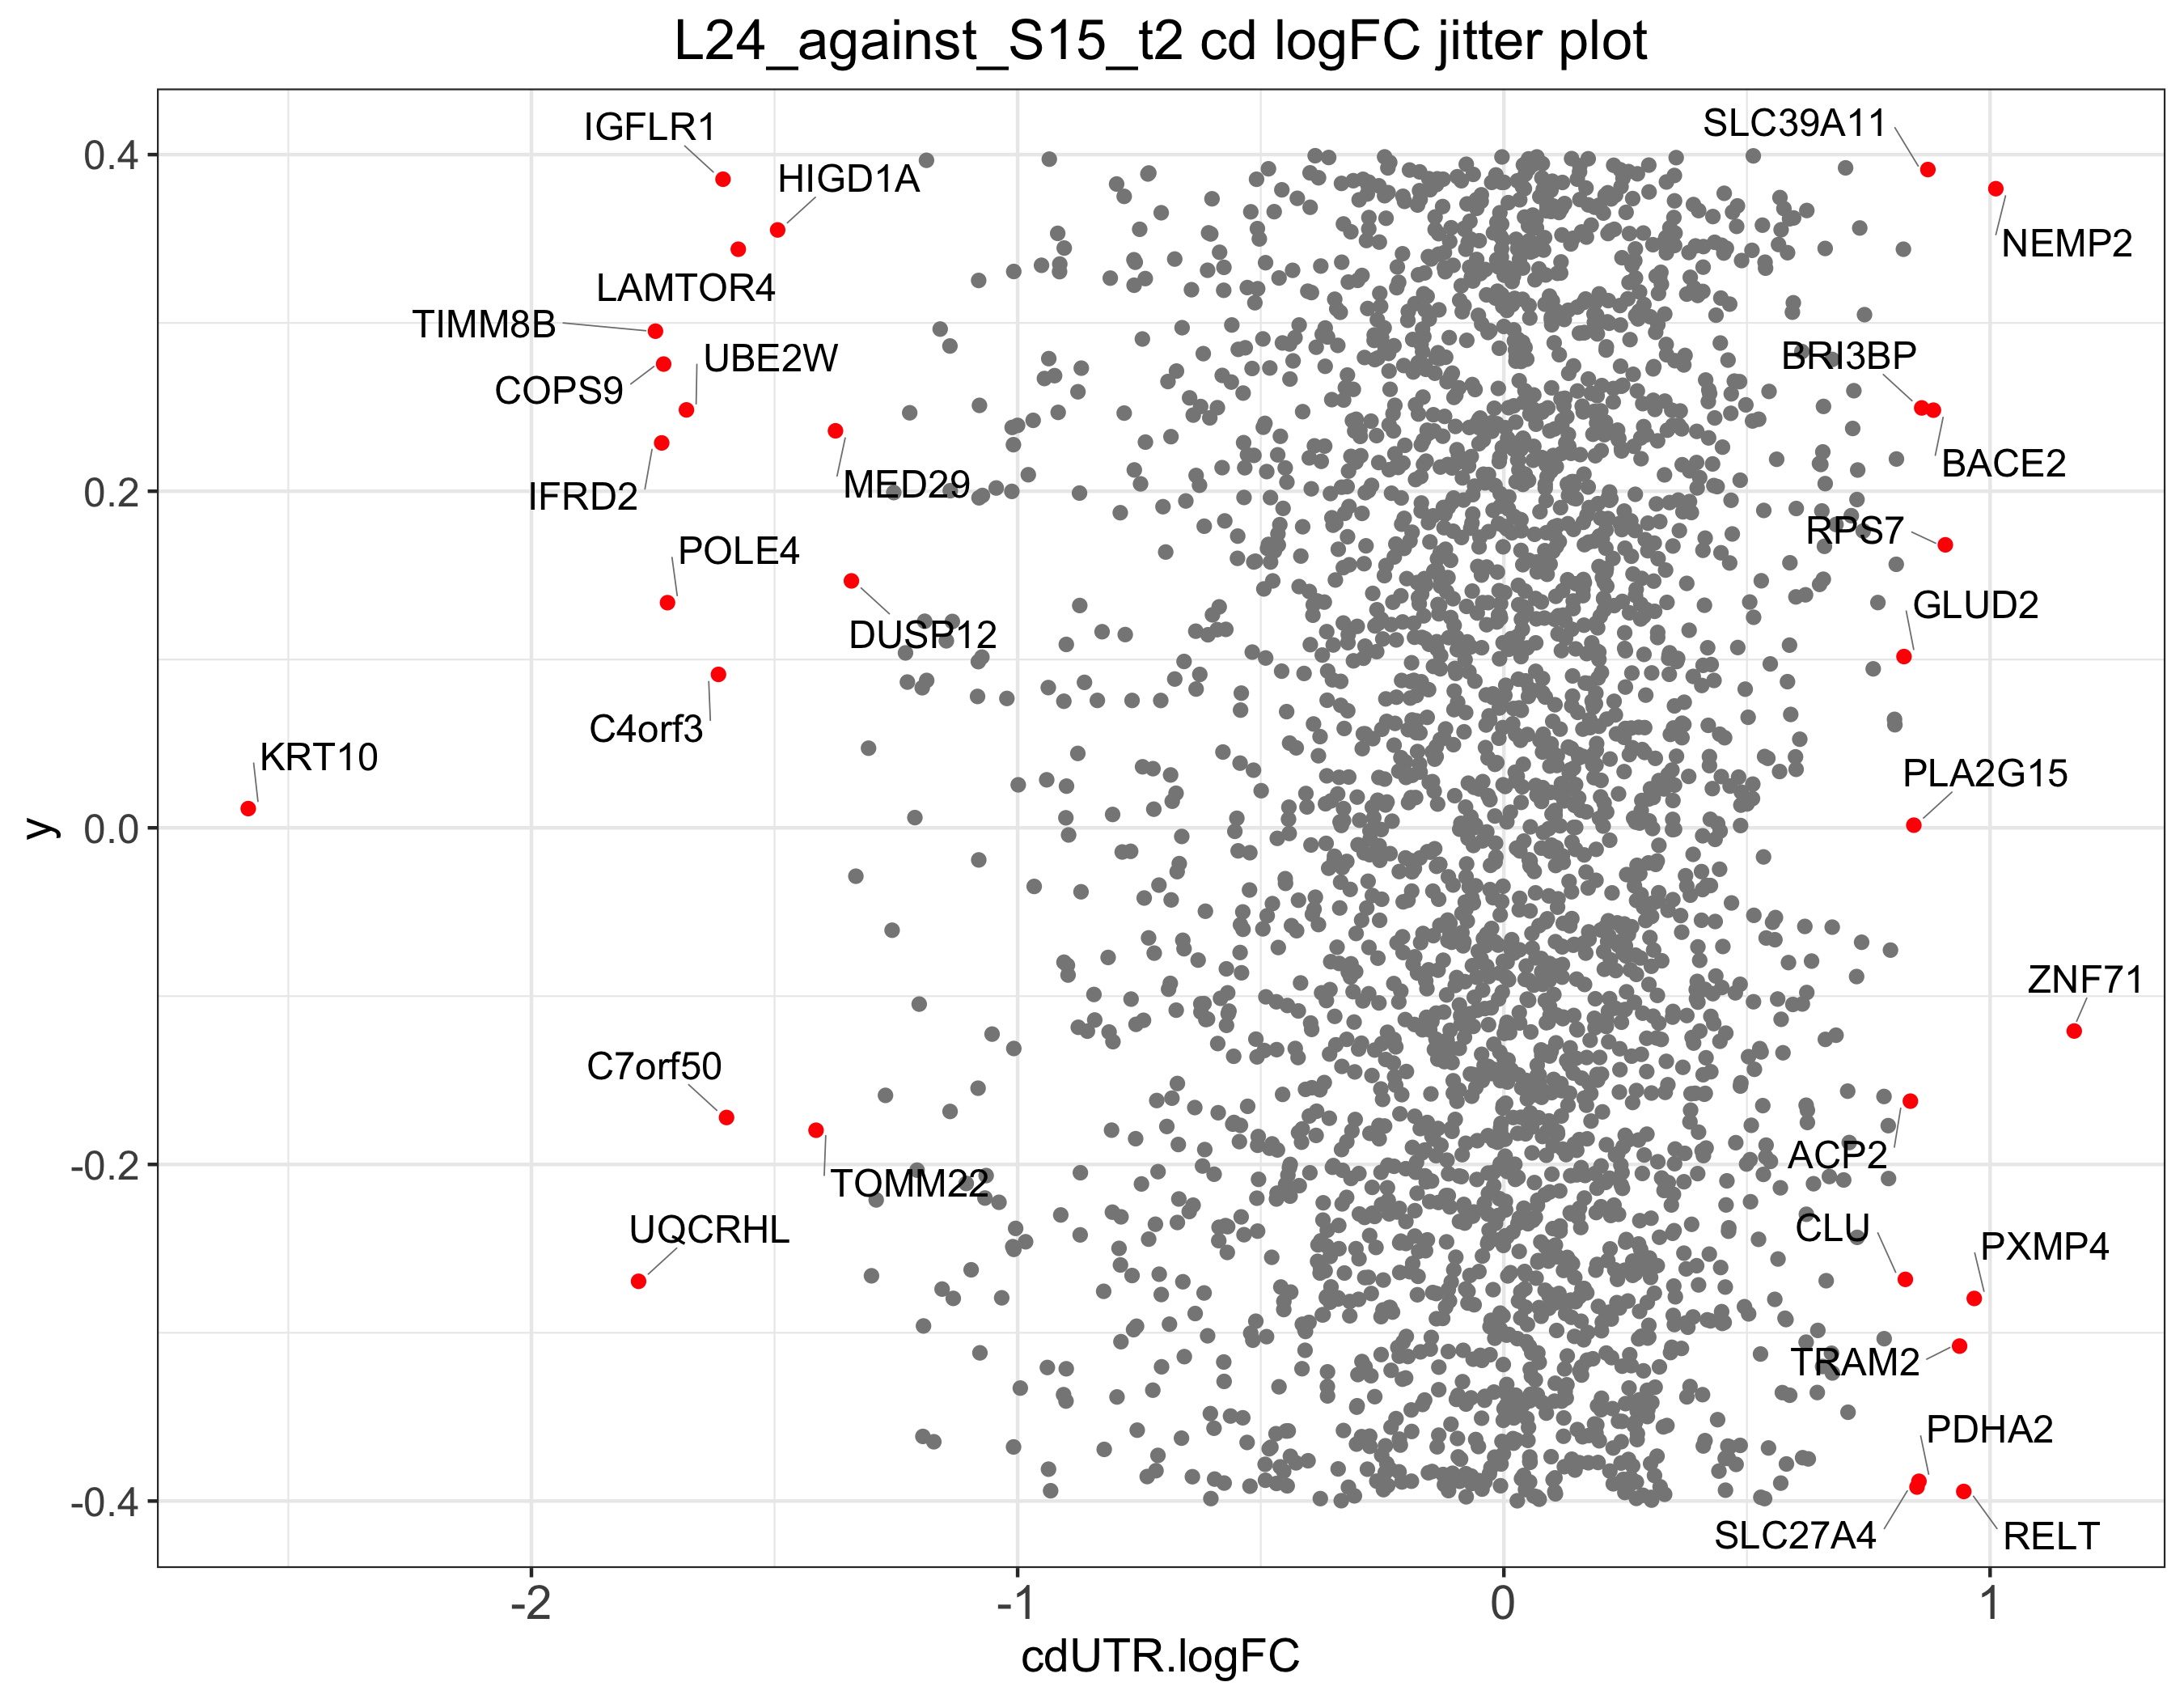 L24_against_S15_t2 cd logFC jitter plot
SLC39A11
IGFLR1
0.4
HIGD1A
NEMP2
LAMTOR4
TIMM8B
UBE2W
BRI3BP
COPS9
BACE2
MED29
0.2
IFRD2
RPS7
POLE4
GLUD2
DUSP12
C4orf3
KRT10
PLA2G15
y
0.0
ZNF71
C7orf50
ACP2
-0.2
TOMM22
UQCRHL
CLU
PXMP4
TRAM2
PDHA2
-0.4
SLC27A4
RELT
-2
-1
0
1
cdUTR.logFC